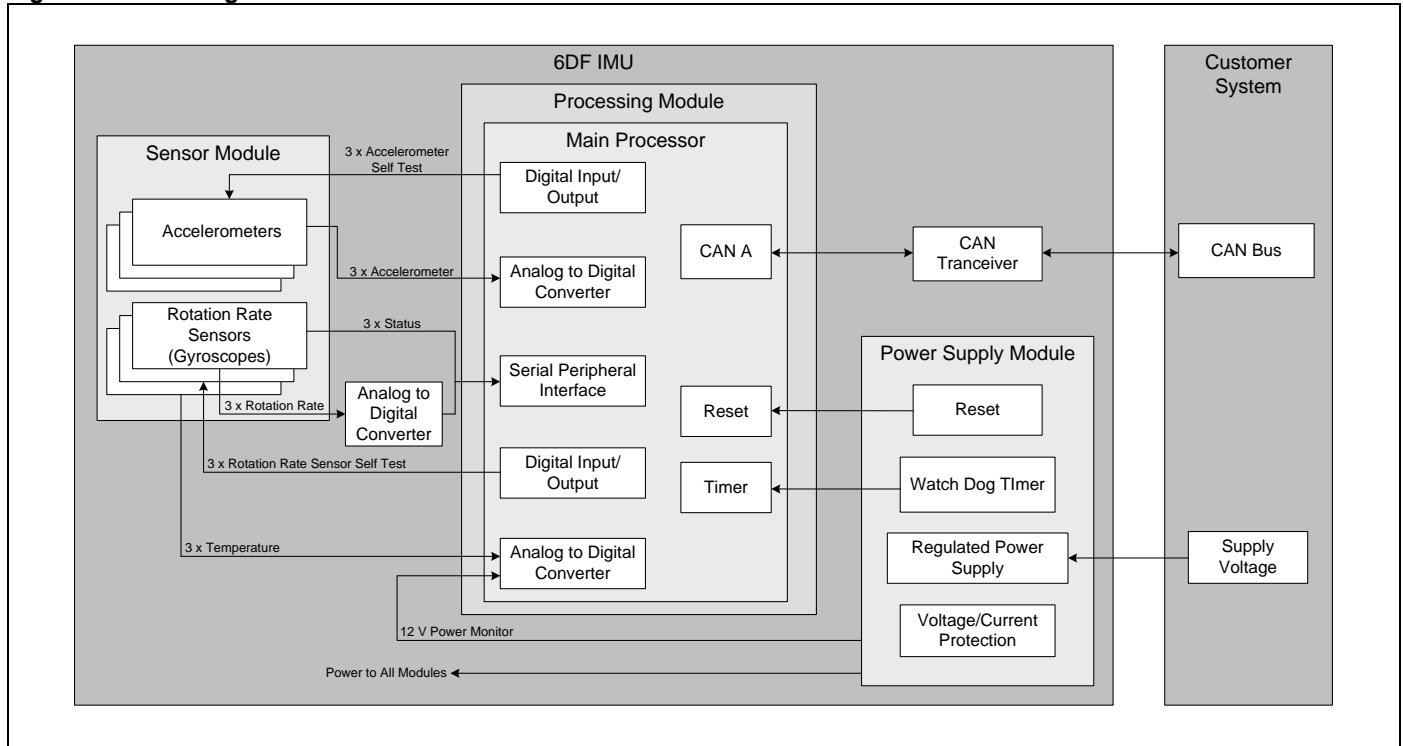 6DF IMU
Customer
System
Processing Module
Main Processor
Sensor Module
3 x Accelerometer
Self Test
Digital Input/
Output
Accelerometers
CAN A
CAN
Tranceiver
CAN Bus
3 x Accelerometer
Analog to Digital
Converter
Rotation Rate
Sensors
(Gyroscopes)
3 x Status
Serial Peripheral
Interface
Power Supply Module
3 x Rotation Rate
Analog to
Digital
Converter
Reset
Reset
3 x Rotation Rate Sensor Self Test
Digital Input/
Output
Timer
Watch Dog TImer
3 x Temperature
Analog to Digital
Converter
Regulated Power
Supply
Supply
Voltage
12 V Power Monitor
Voltage/Current
Protection
Power to All Modules